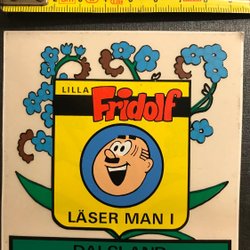 LILLA
Fridolf
LÄSER MAN I
DALSLAND